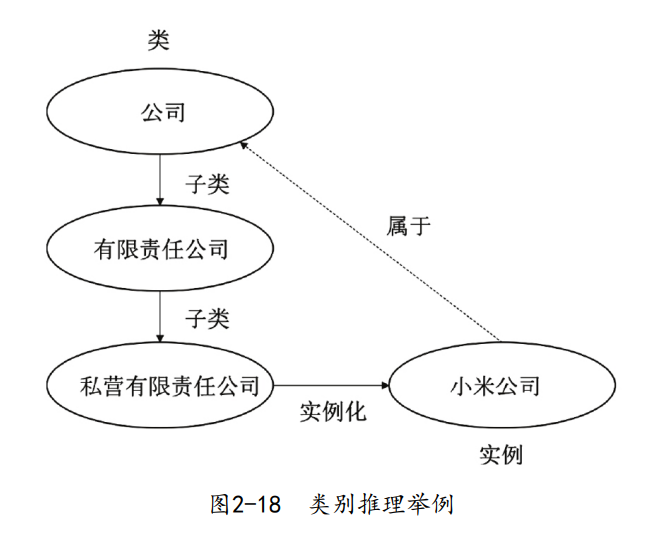 类
公司
子类
属于
有限责任公司
子类
私营有限责任公司
小米公司
实例化
实例
图2-18 类别推理举例